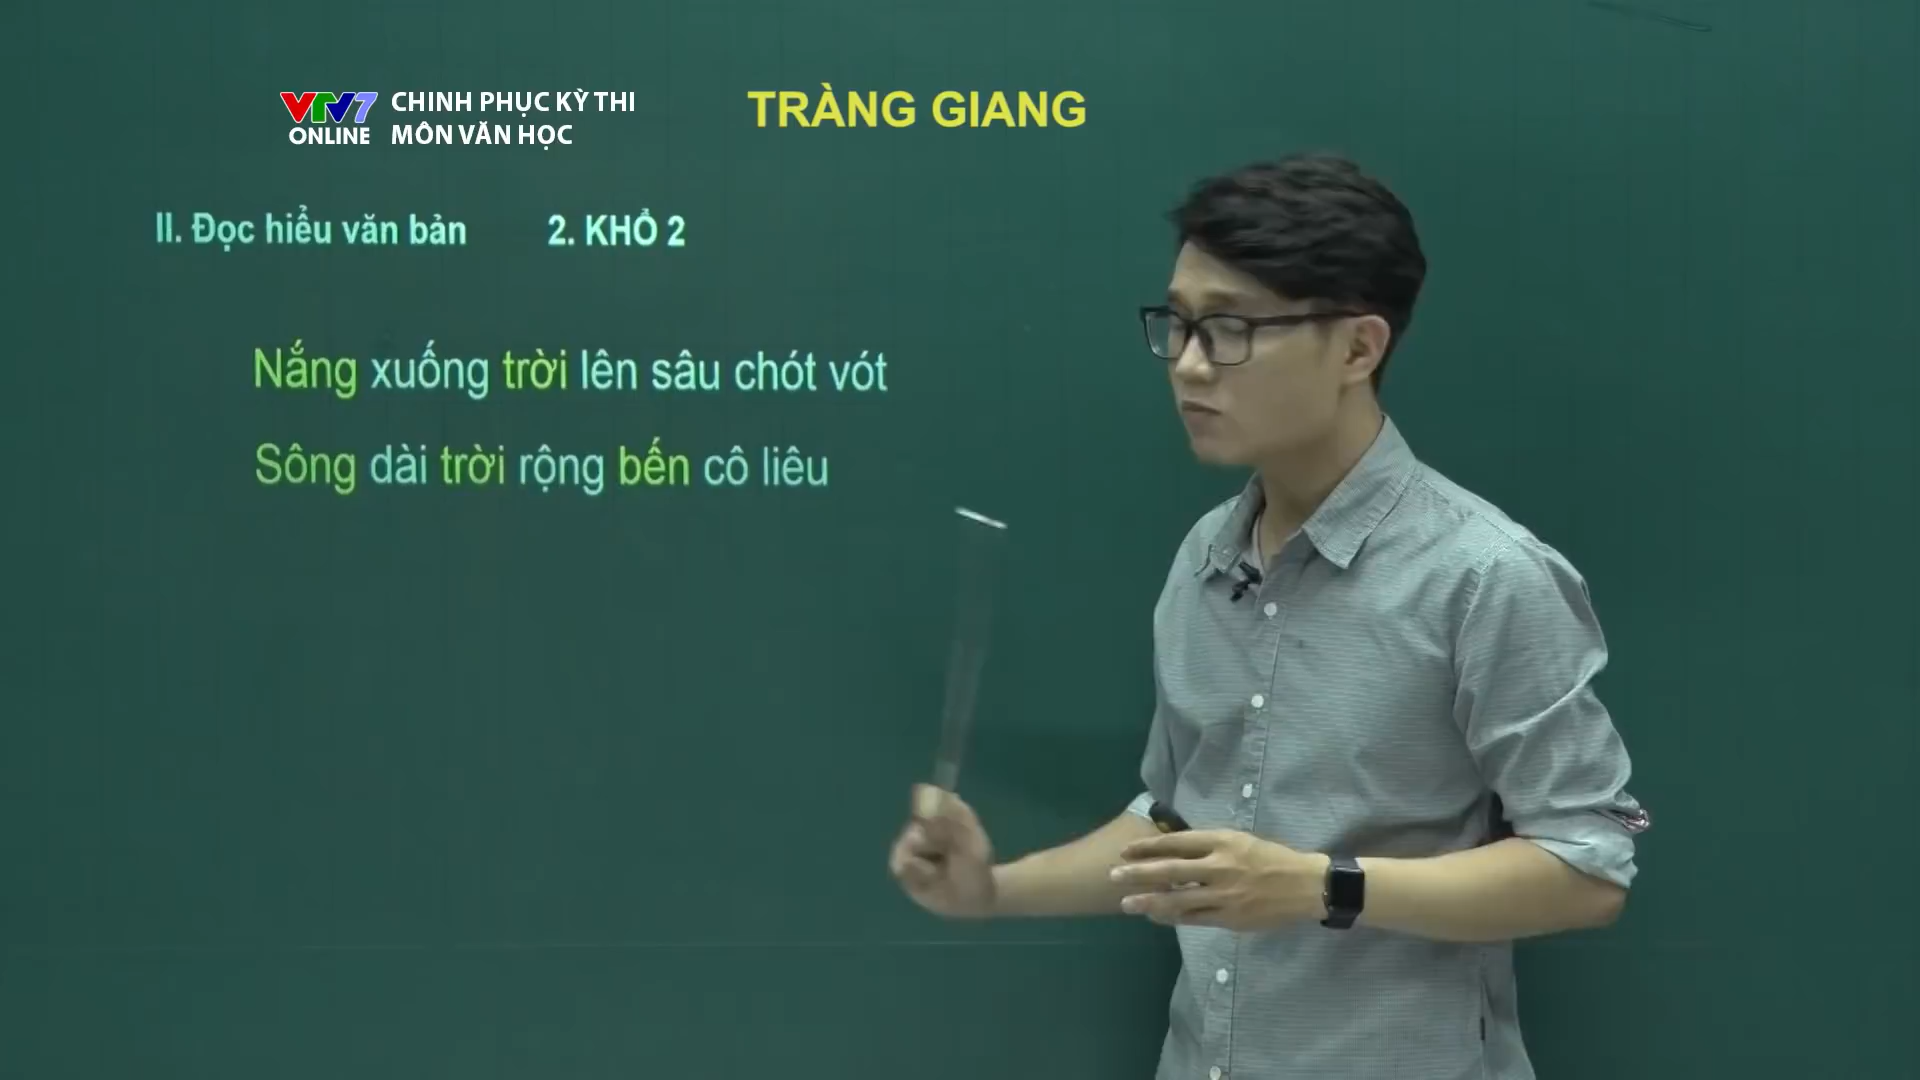 VTV7 ONLINE
CHINH PHỤC KỲ THI
MÔN VĂN HỌC
TRÀNG GIANG
II. Đọc hiểu văn bản 2. KHỔ 2
Nắng xuống trời lên sâu chót vót
Sông dài trời rộng bến cô liêu